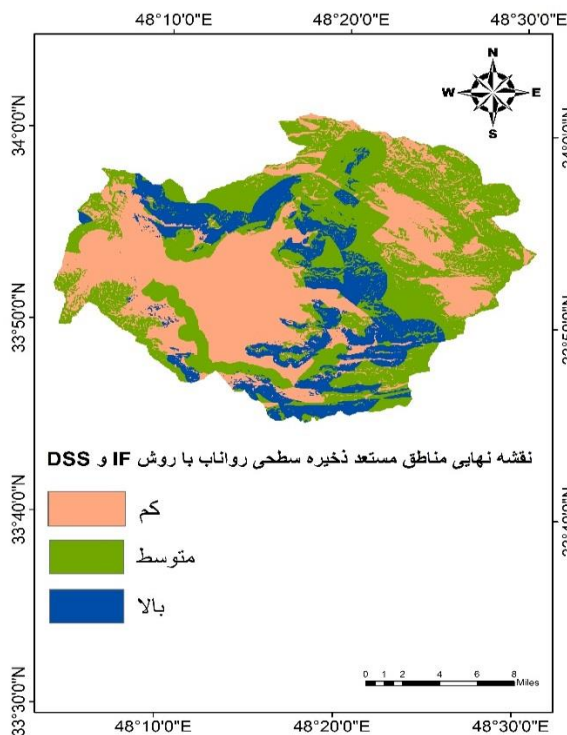 48°10'0"E 48°20'0"E 48°30'0"E
N
W E
S
34°0'0"N
33°50'0"N
33°40'0"N
33°30'0"N
نقشه نهایی مناطق مستعد ذخیره سطحی رواناب با روش IF و DSS
کم
متوسط
بالا
0 1 2 4 6 8
Miles
48°10'0"E 48°20'0"E 48°30'0"E